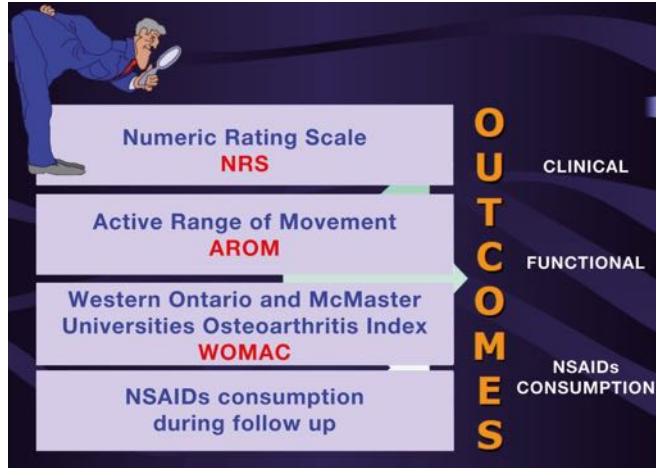 Numeric Rating Scale
NRS
Active Range of Movement
AROM
Western Ontario and McMaster
Universities Osteoarthritis Index
WOMAC
NSAIDs consumption
during follow up
OUTCOMES
CLINICAL
FUNCTIONAL
NSAIDs
CONSUMPTION